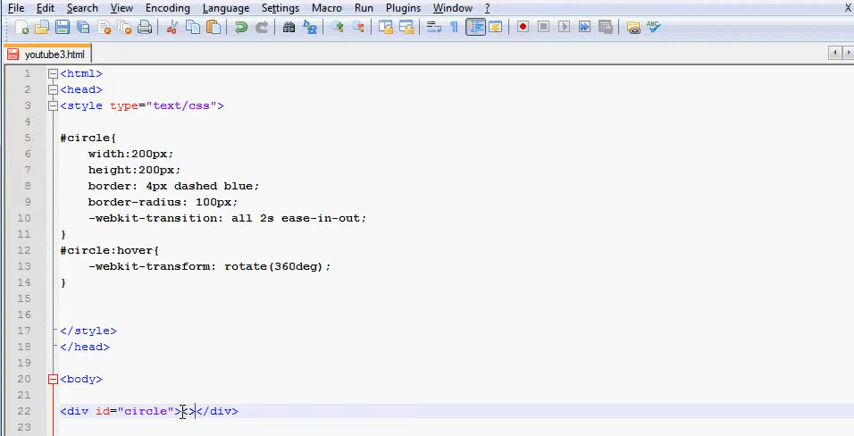 File Edit Search View Encoding Language Settings Macro Run Plugins Window ? X
youtube3.html
1 <html>
2 <head>
3 <style type="text/css">
4
5 #circle{
6 width:200px;
7 height:200px;
8 border: 4px dashed blue;
9 border-radius: 100px;
10 -webkit-transition: all 2s ease-in-out;
11 }
12 #circle:hover{
13 -webkit-transform: rotate(360deg);
14 }
15
16
17 </style>
18 </head>
19
20 <body>
21
22 <div id="circle"><></div>
23